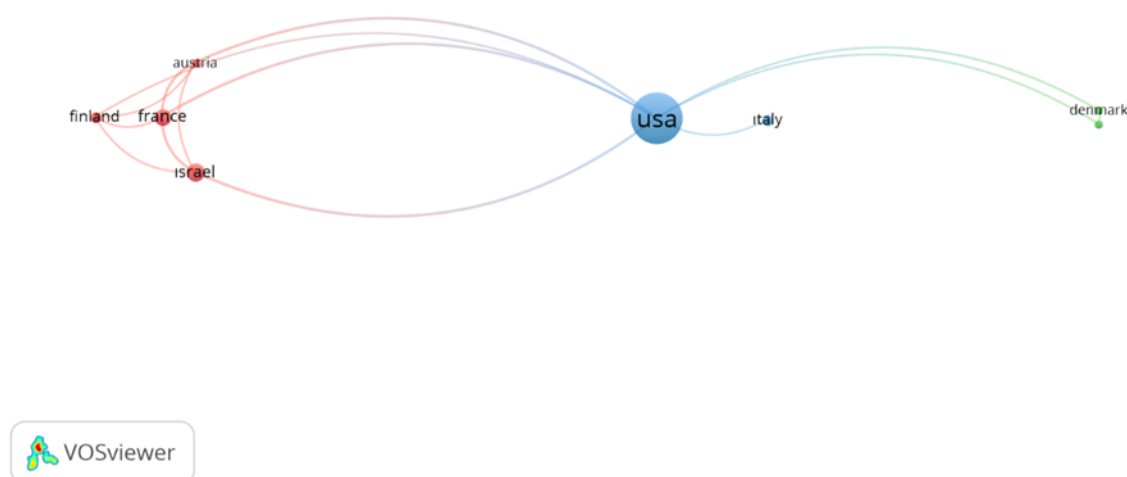 austria
finland
france
israel
usa
italy
denmark
VOSviewer